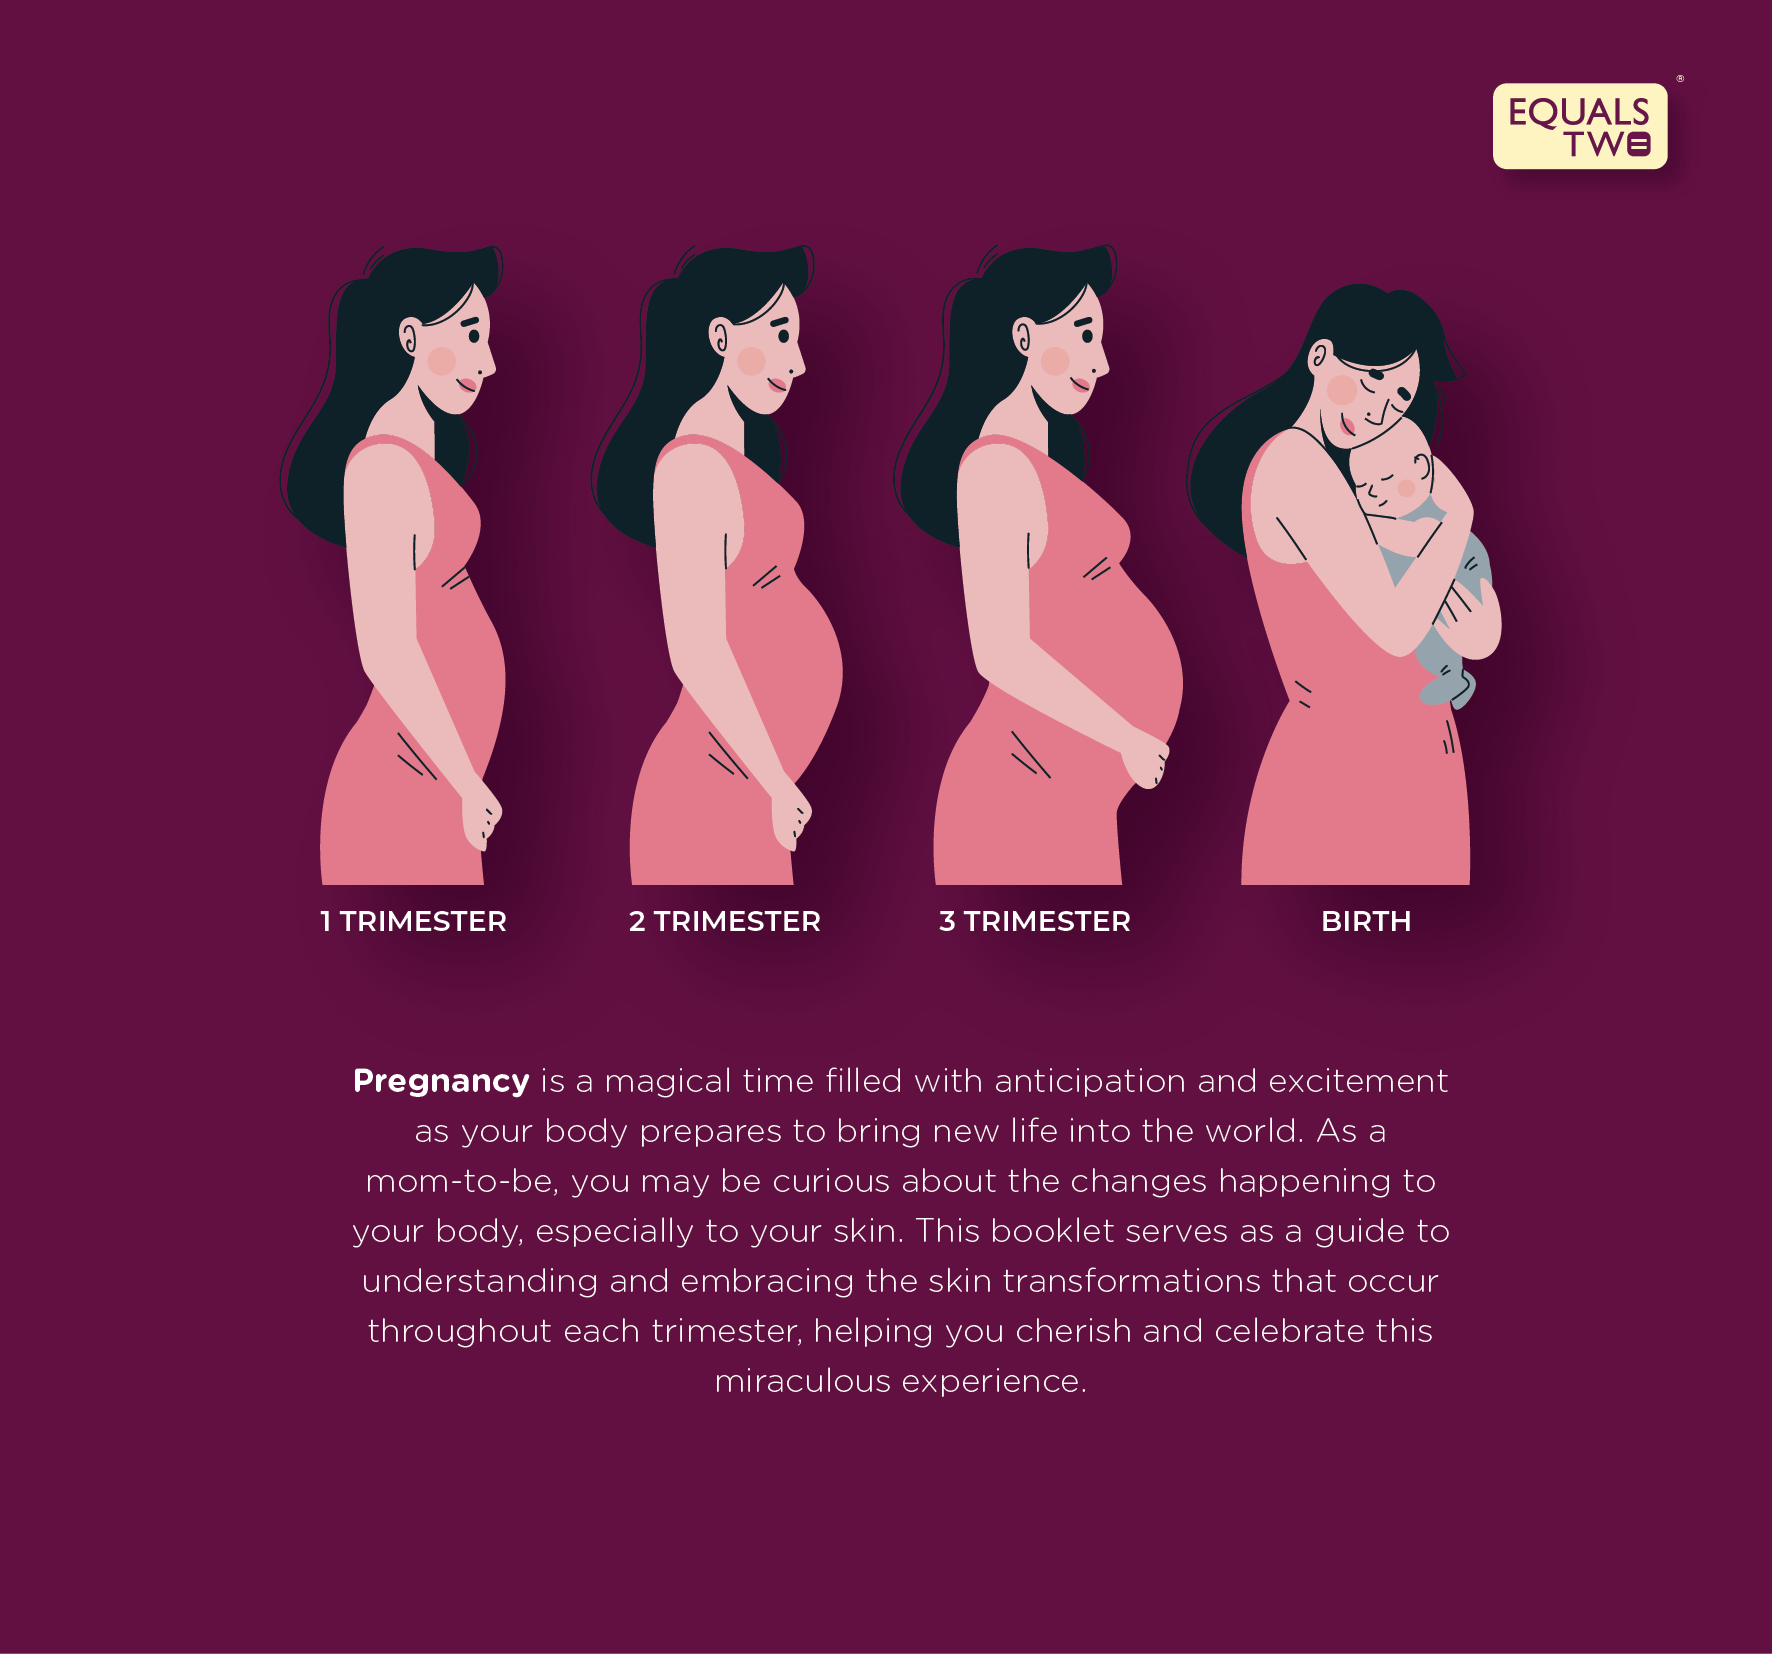 EQUALS
TWO
®
1 TRIMESTER
2 TRIMESTER
3 TRIMESTER
BIRTH
Pregnancy is a magical time filled with anticipation and excitement
as your body prepares to bring new life into the world. As a
mom-to-be, you may be curious about the changes happening to
your body, especially to your skin. This booklet serves as a guide to
understanding and embracing the skin transformations that occur
throughout each trimester, helping you cherish and celebrate this
miraculous experience.